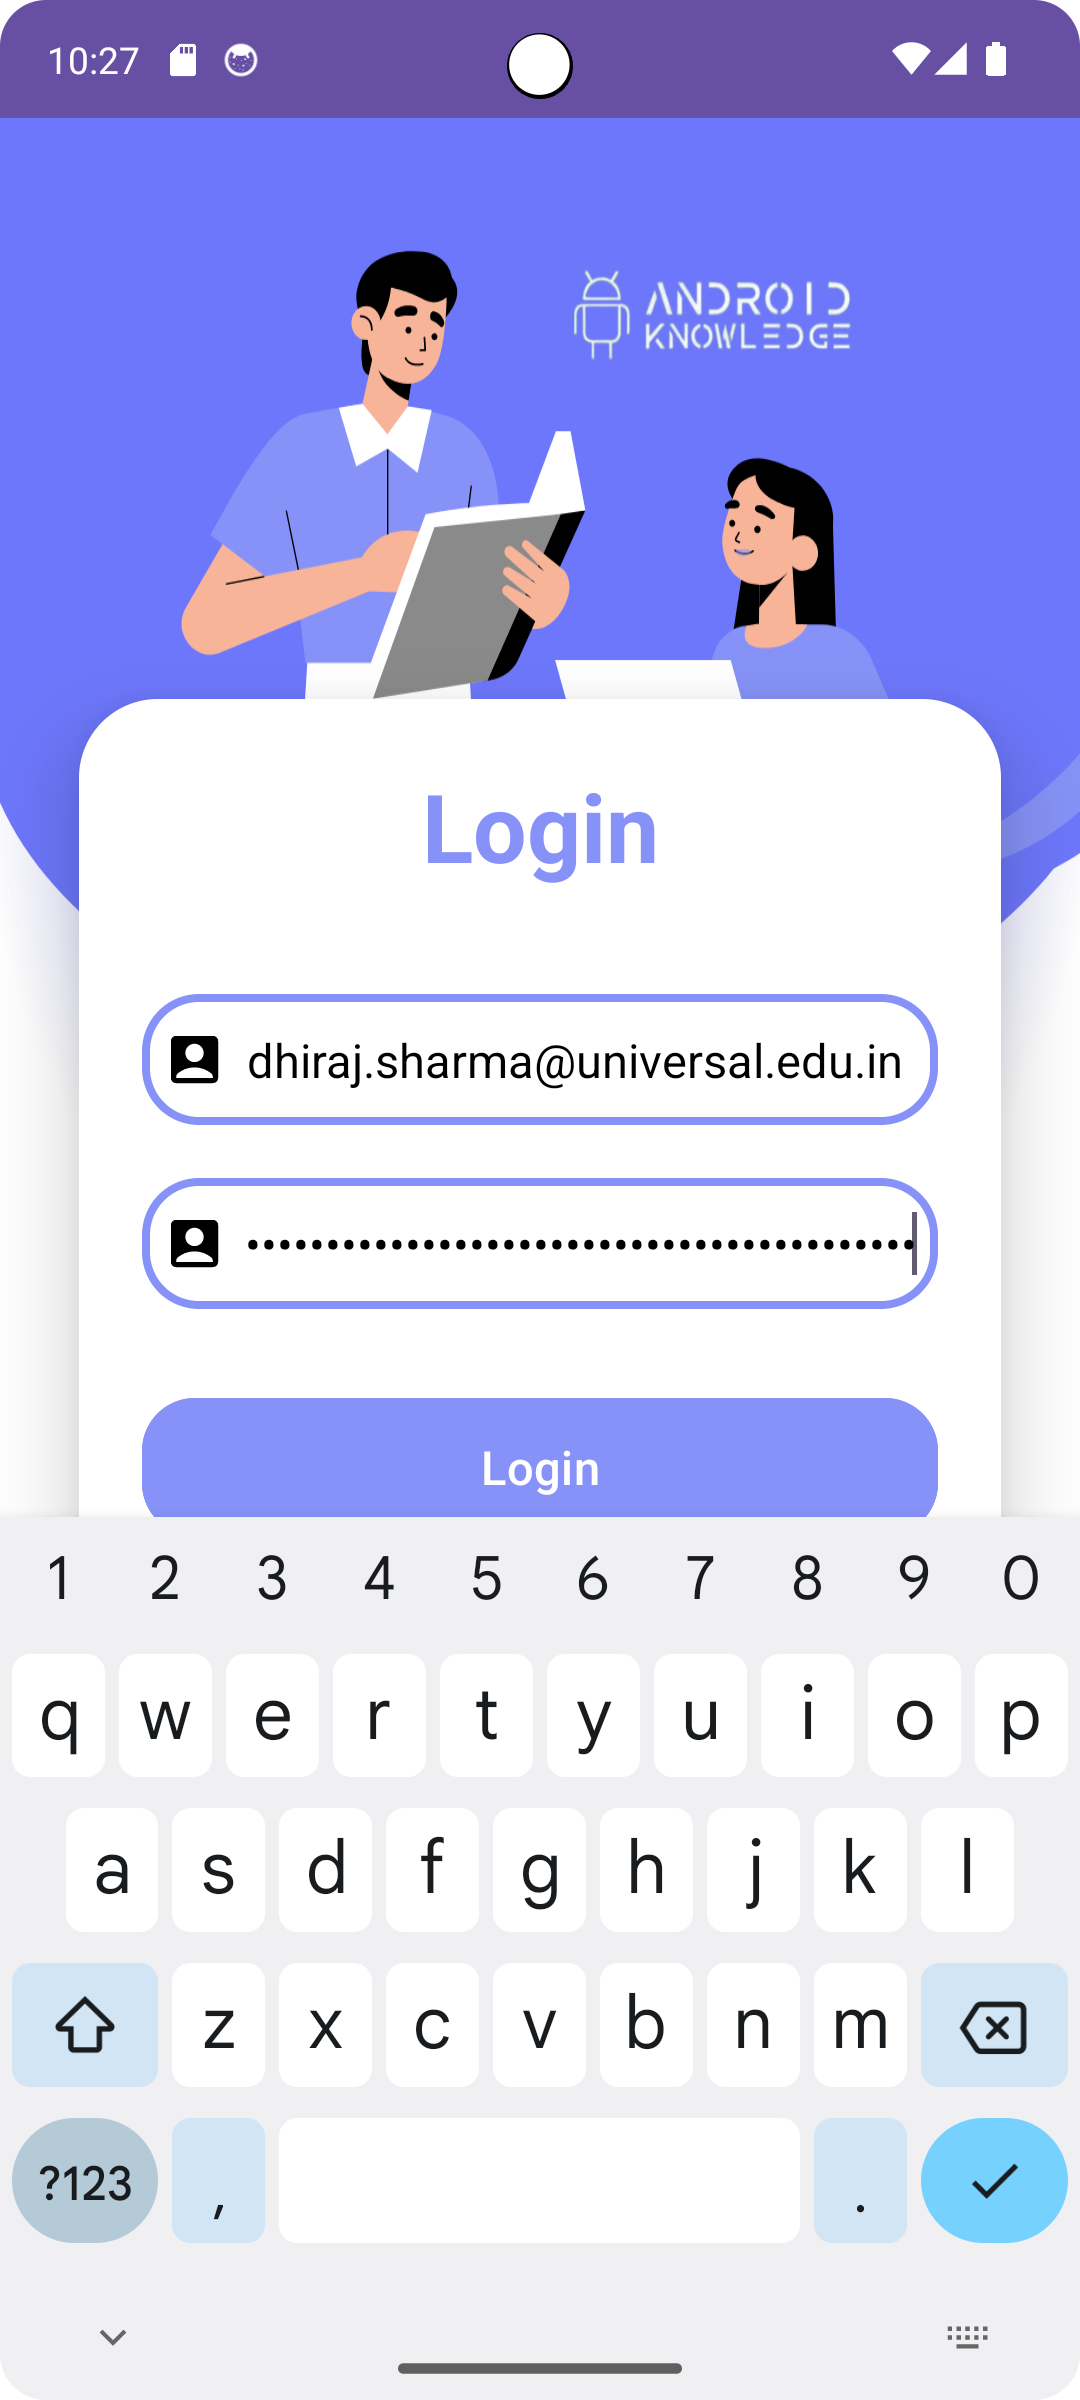 10:27
ANDROID
KNOWLEDGE
Login
dhiraj.sharma@universal.edu.in
••••••••••••••••••••••••••••••••••••••••••
Login
1 2 3 4 5 6 7 8 9 0
q w e r t y u i o p
a s d f g h j k l
z x c v b n m
?123 , .